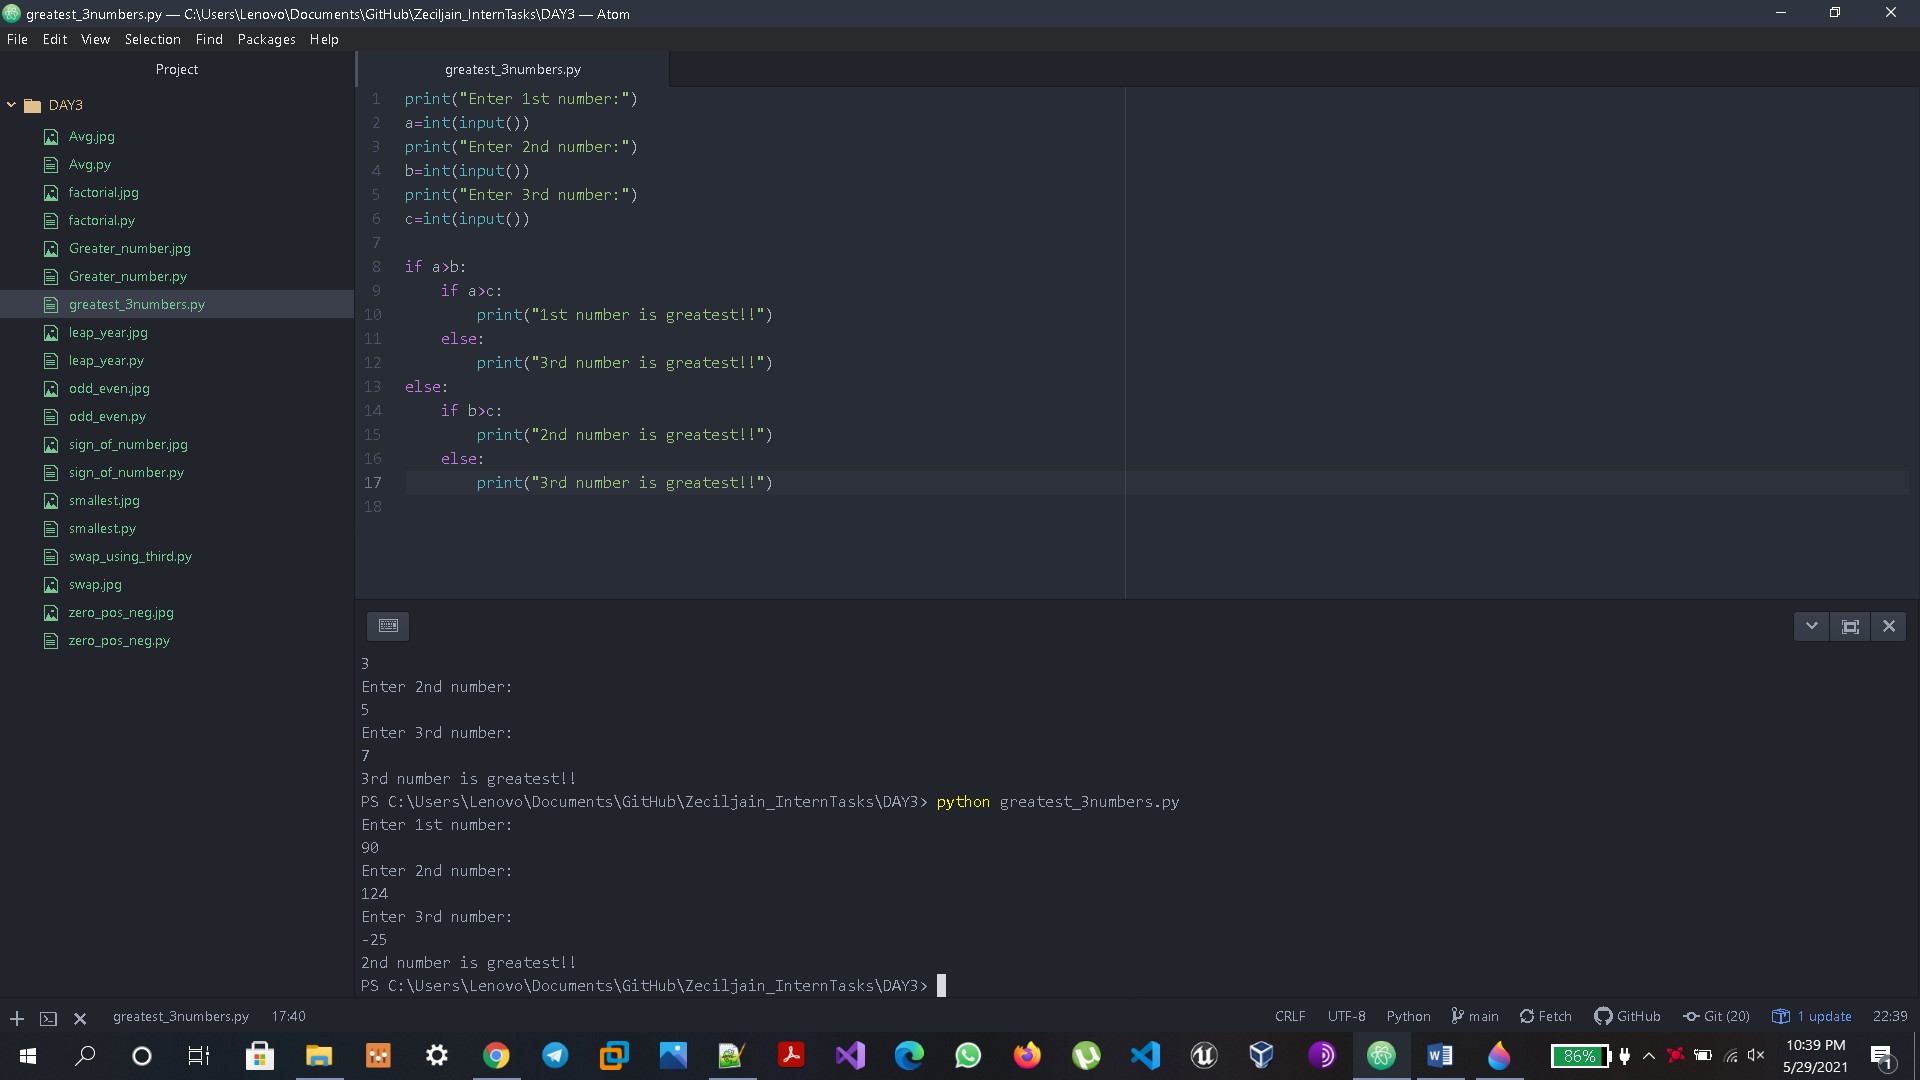 greatest_3numbers.py — C:\Users\Lenovo\Documents\GitHub\Zeciljain_InternTasks\DAY3 — Atom
File Edit View Selection Find Packages Help
Project
DAY3
Avg.jpg
Avg.py
factorial.jpg
factorial.py
Greater_number.jpg
Greater_number.py
greatest_3numbers.py
leap_year.jpg
leap_year.py
odd_even.jpg
odd_even.py
sign_of_number.jpg
sign_of_number.py
smallest.jpg
smallest.py
swap_using_third.py
swap.jpg
zero_pos_neg.jpg
zero_pos_neg.py
greatest_3numbers.py
1 print("Enter 1st number:")
2 a=int(input())
3 print("Enter 2nd number:")
4 b=int(input())
5 print("Enter 3rd number:")
6 c=int(input())
7
8 if a>b:
9     if a>c:
10         print("1st number is greatest!!")
11     else:
12         print("3rd number is greatest!!")
13 else:
14     if b>c:
15         print("2nd number is greatest!!")
16     else:
17         print("3rd number is greatest!!")
18
3
Enter 2nd number:
5
Enter 3rd number:
7
3rd number is greatest!!
PS C:\Users\Lenovo\Documents\GitHub\Zeciljain_InternTasks\DAY3> python greatest_3numbers.py
Enter 1st number:
90
Enter 2nd number:
124
Enter 3rd number:
-25
2nd number is greatest!!
PS C:\Users\Lenovo\Documents\GitHub\Zeciljain_InternTasks\DAY3>
greatest_3numbers.py 17:40 CRLF UTF-8 Python main Fetch GitHub Git (20) 1 update 22:39
86%
10:39 PM
5/29/2021
1